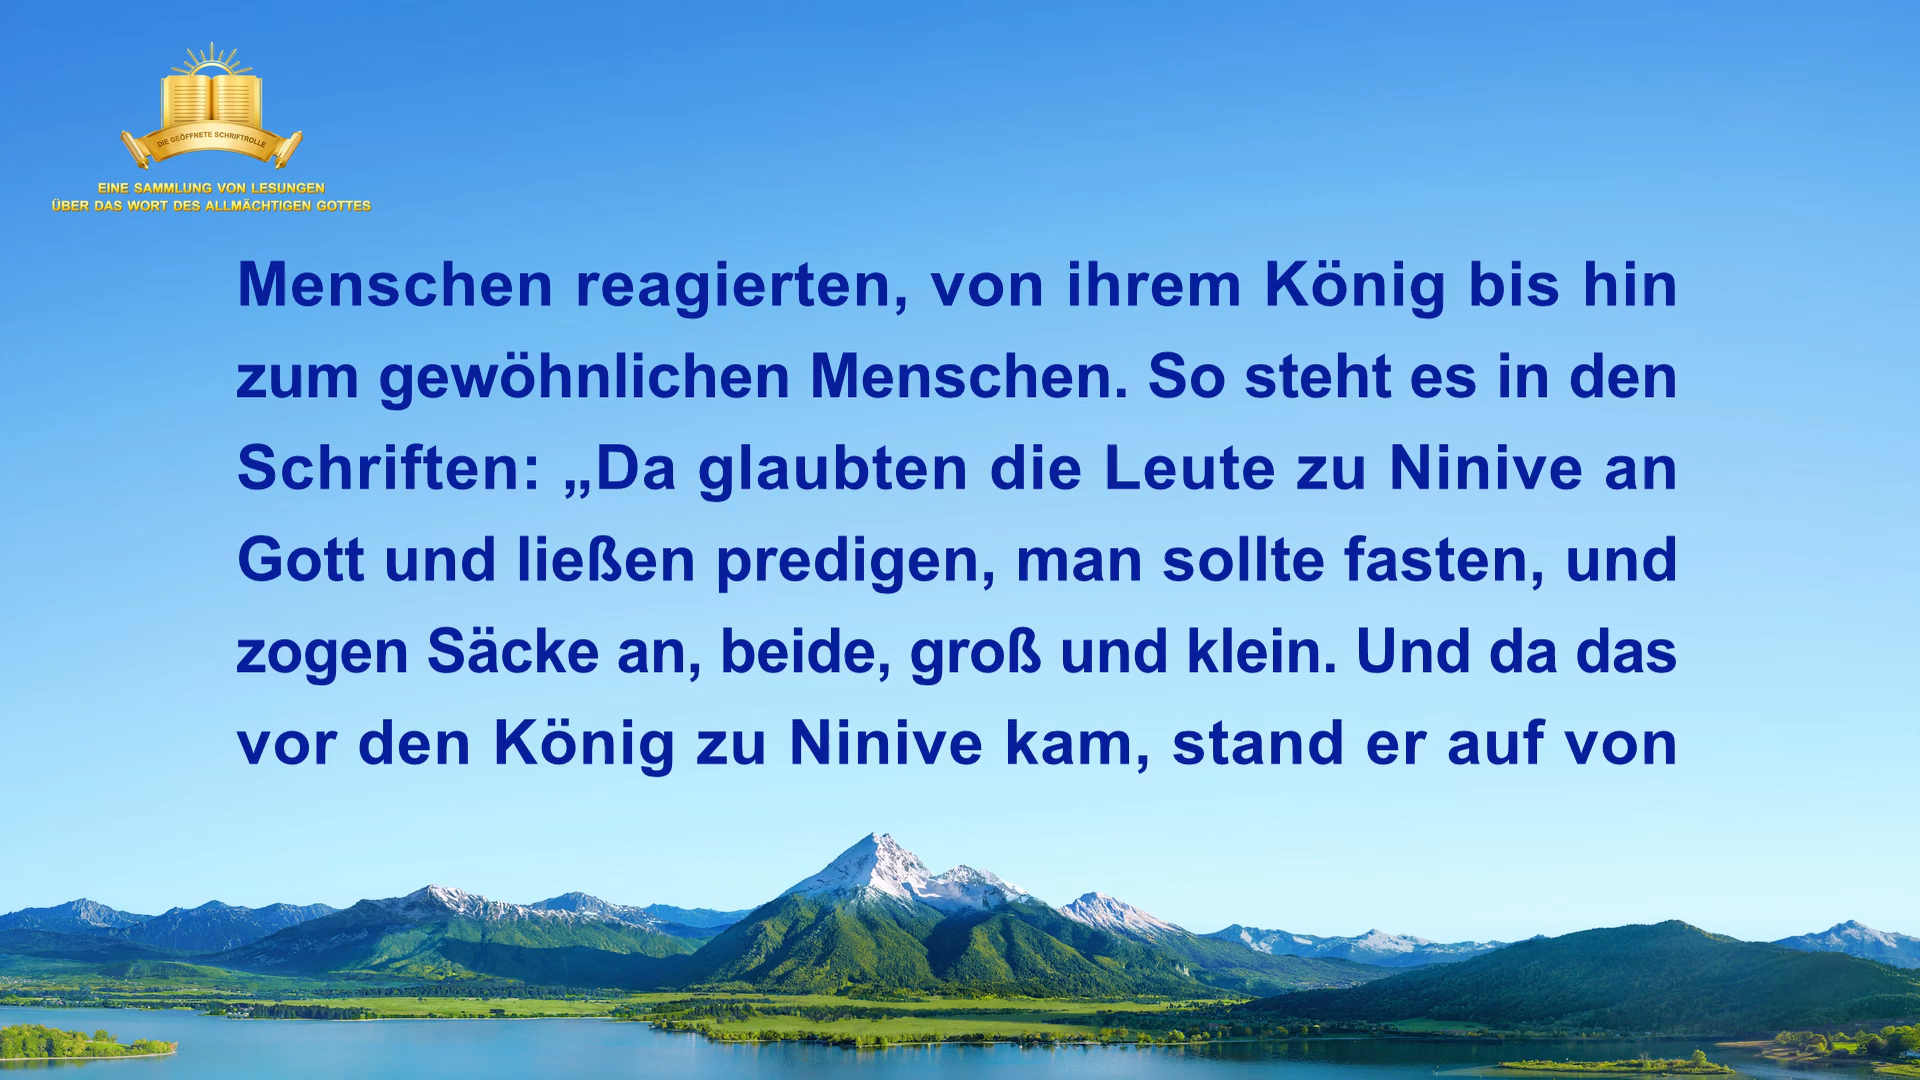 DIE GEÖFFNETE SCHRIFTROLLE
EINE SAMMLUNG VON LESUNGEN
ÜBER DAS WORT DES ALLMÄCHTIGEN GOTTES
Menschen reagierten, von ihrem König bis hin
zum gewöhnlichen Menschen. So steht es in den
Schriften: „Da glaubten die Leute zu Ninive an
Gott und ließen predigen, man sollte fasten, und
zogen Säcke an, beide, groß und klein. Und da das
vor den König zu Ninive kam, stand er auf von